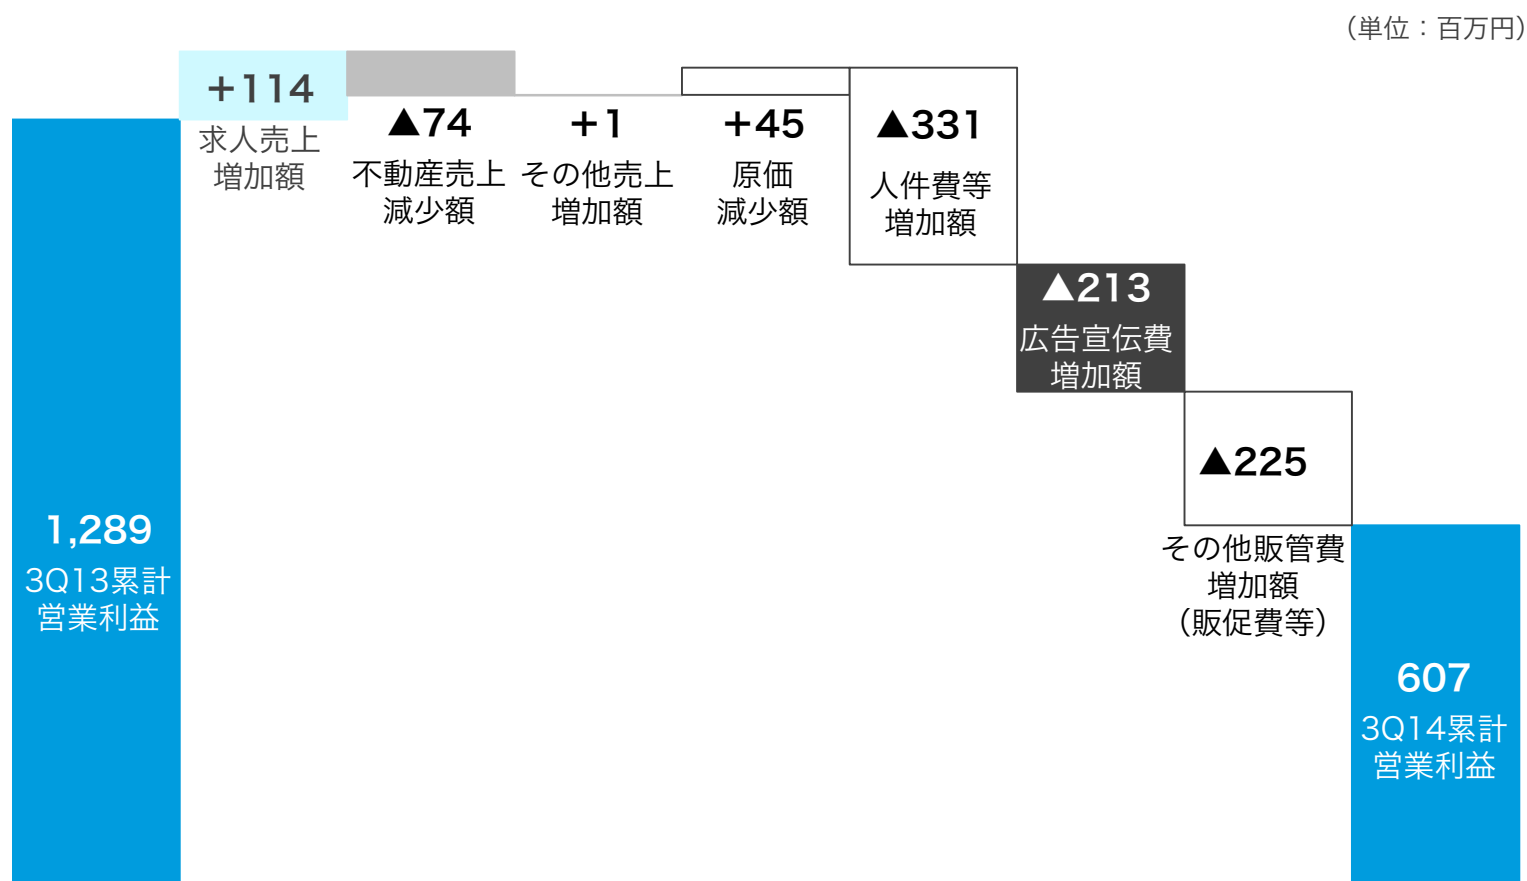 （単位：百万円）
1,289
3Q13累計
営業利益
+114
求人売上
増加額
▲74
不動産売上
減少額
+1
その他売上
増加額
+45
原価
減少額
▲331
人件費等
増加額
▲213
広告宣伝費
増加額
▲225
その他販管費
増加額
（販促費等）
607
3Q14累計
営業利益